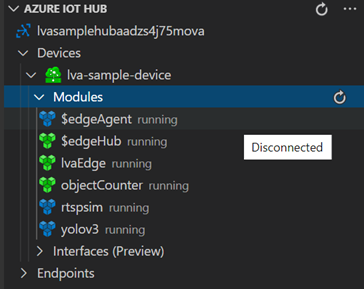 AZURE IOT HUB
lvasamplehubaadzs4j75mova
Devices
lva-sample-device
Modules
$edgeAgent running
$edgeHub running
Disconnected
lvaEdge running
objectCounter running
rtspsim running
yolov3 running
Interfaces (Preview)
Endpoints